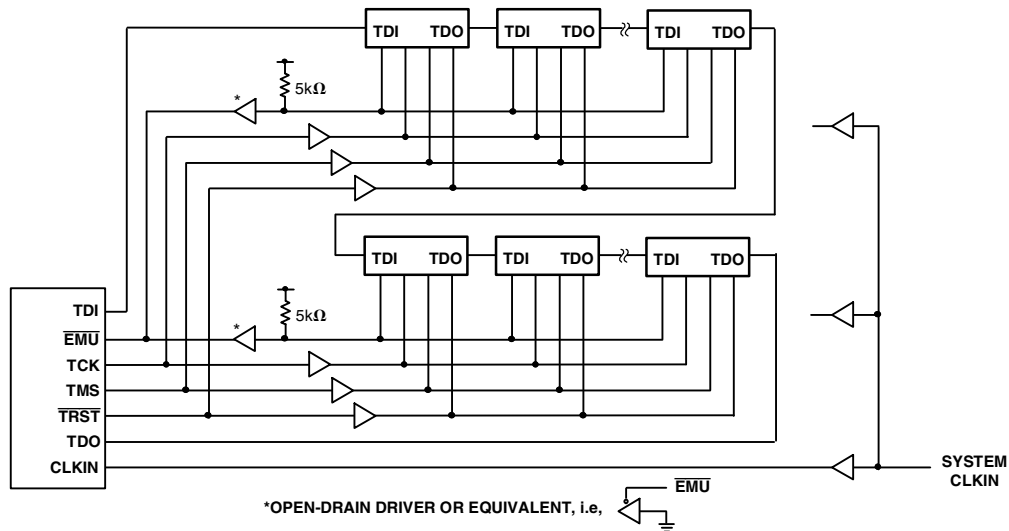 TDI TDO TDI TDO TDI TDO
5kΩ
*
TDI TDO TDI TDO TDI TDO
5kΩ
*
TDI
EMU
TCK
TMS
TRST
TDO
CLKIN
SYSTEM
CLKIN
*OPEN-DRAIN DRIVER OR EQUIVALENT, i.e, EMU